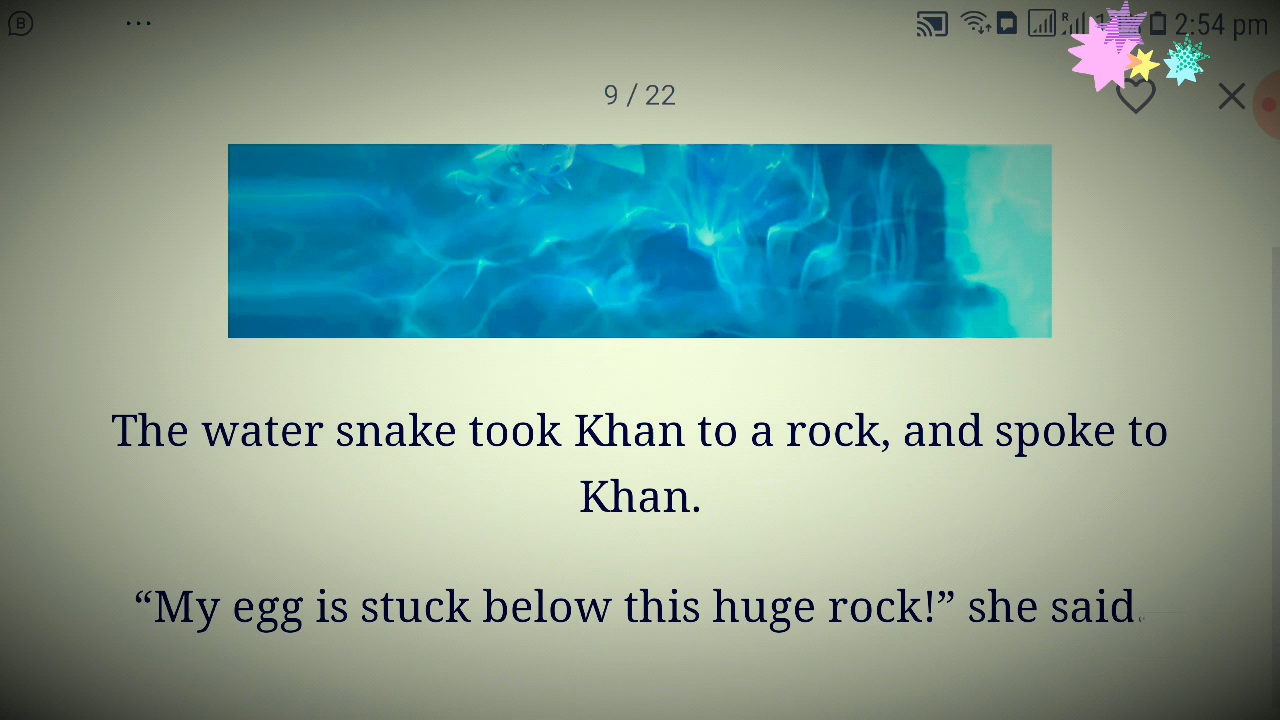 B
2:54 pm
9 / 22
The water snake took Khan to a rock, and spoke to
Khan.
“My egg is stuck below this huge rock!” she said.